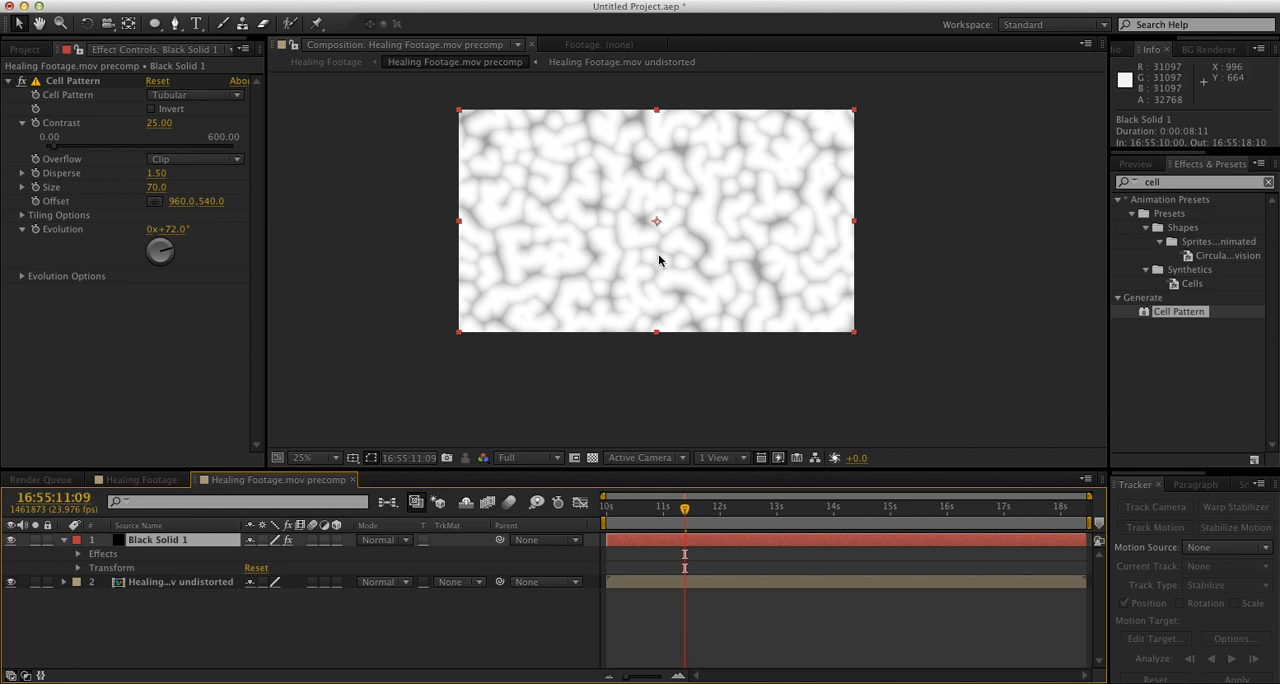 Untitled Project.aep *
Workspace: Standard
Search Help
Project
Effect Controls: Black Solid 1
Healing Footage.mov precomp • Black Solid 1
fx Cell Pattern Reset Abou
Cell Pattern Tubular
Invert
Contrast 25.00
0.00 600.00
Overflow Clip
Disperse 1.50
Size 70.0
Offset 960.0,540.0
Tiling Options
Evolution 0x+72.0°
Evolution Options
Composition: Healing Footage.mov precomp
Footage: (none)
Healing Footage
Healing Footage.mov precomp
Healing Footage.mov undistorted
25%
16:55:11:09
Full
Active Camera
1 View
+0.0
Info
BG Renderer
R : 31097
G : 31097
B : 31097
A : 32768
X : 996
Y : 664
Black Solid 1
Duration: 0:00:08:11
In: 16:55:10:00, Out: 16:55:18:10
Preview
Effects & Presets
cell
* Animation Presets
Presets
Shapes
Sprites...nimated
Circula...vision
Synthetics
Cells
Generate
Cell Pattern
Render Queue
Healing Footage
Healing Footage.mov precomp
16:55:11:09
1461873 (23.976 fps)
# Source Name
Mode T TrkMat Parent
10s 11s 12s 13s 14s 15s 16s 17s 18s
1 Black Solid 1 Normal None
Effects
Transform Reset
2 Healing...v undistorted Normal None None
Tracker
Paragraph
Track Camera Warp Stabilizer
Track Motion Stabilize Motion
Motion Source: None
Current Track: None
Track Type: Stabilize
Position Rotation Scale
Motion Target:
Edit Target... Options...
Analyze:
Reset Apply